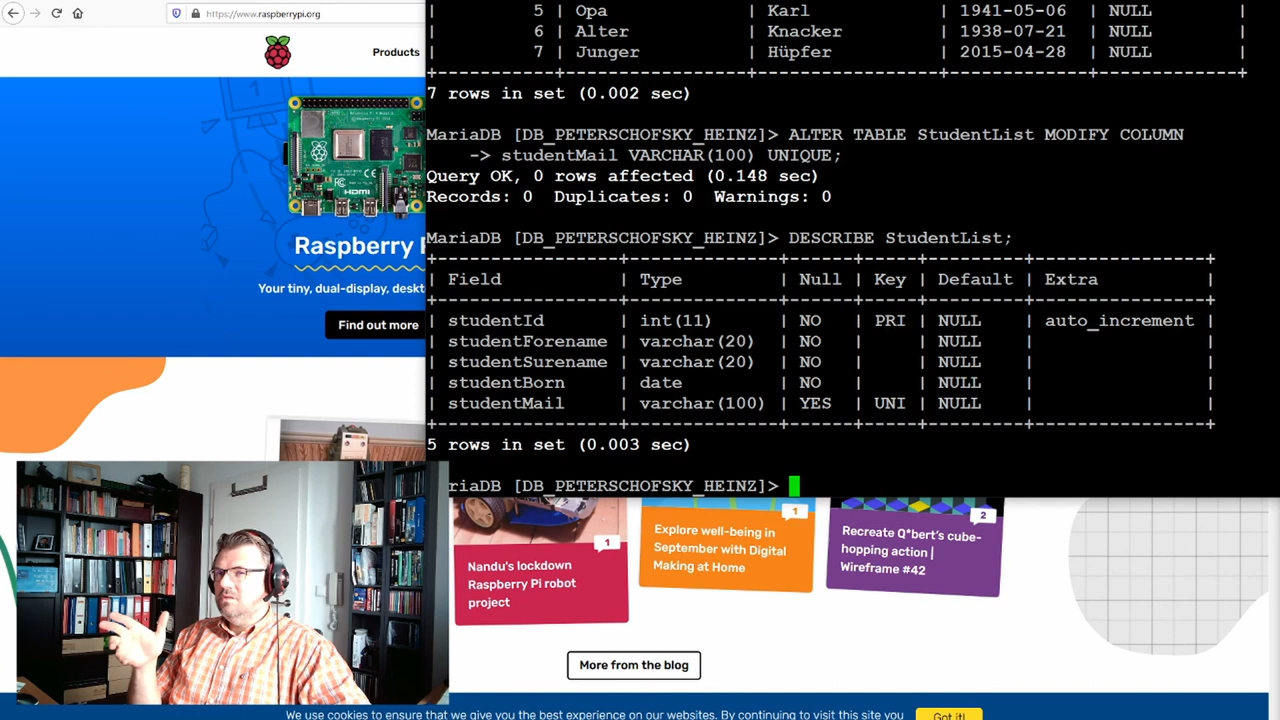 https://www.raspberrypi.org
Products
Raspberry P
Your tiny, dual-display, deskt
Find out more
| 5 | Opa | Karl | 1941-05-06 | NULL |
| 6 | Alter | Knacker | 1938-07-21 | NULL |
| 7 | Junger | Hüpfer | 2015-04-28 | NULL |
7 rows in set (0.002 sec)
MariaDB [DB_PETERSCHOFSKY_HEINZ]> ALTER TABLE StudentList MODIFY COLUMN
-> studentMail VARCHAR(100) UNIQUE;
Query OK, 0 rows affected (0.148 sec)
Records: 0 Duplicates: 0 Warnings: 0
MariaDB [DB_PETERSCHOFSKY_HEINZ]> DESCRIBE StudentList;
| Field | Type | Null | Key | Default | Extra |
| studentId | int(11) | NO | PRI | NULL | auto_increment |
| studentForename | varchar(20) | NO | | NULL | |
| studentSurename | varchar(20) | NO | | NULL | |
| studentBorn | date | NO | | NULL | |
| studentMail | varchar(100) | YES | UNI | NULL | |
5 rows in set (0.003 sec)
riaDB [DB_PETERSCHOFSKY_HEINZ]>
1
Nandu's lockdown
Raspberry Pi robot
project
1
Explore well-being in
September with Digital
Making at Home
2
Recreate Q*bert's cube-
hopping action |
Wireframe #42
More from the blog
We use cookies to ensure that we give you the best experience on our websites. By continuing to visit this site you
Got it!